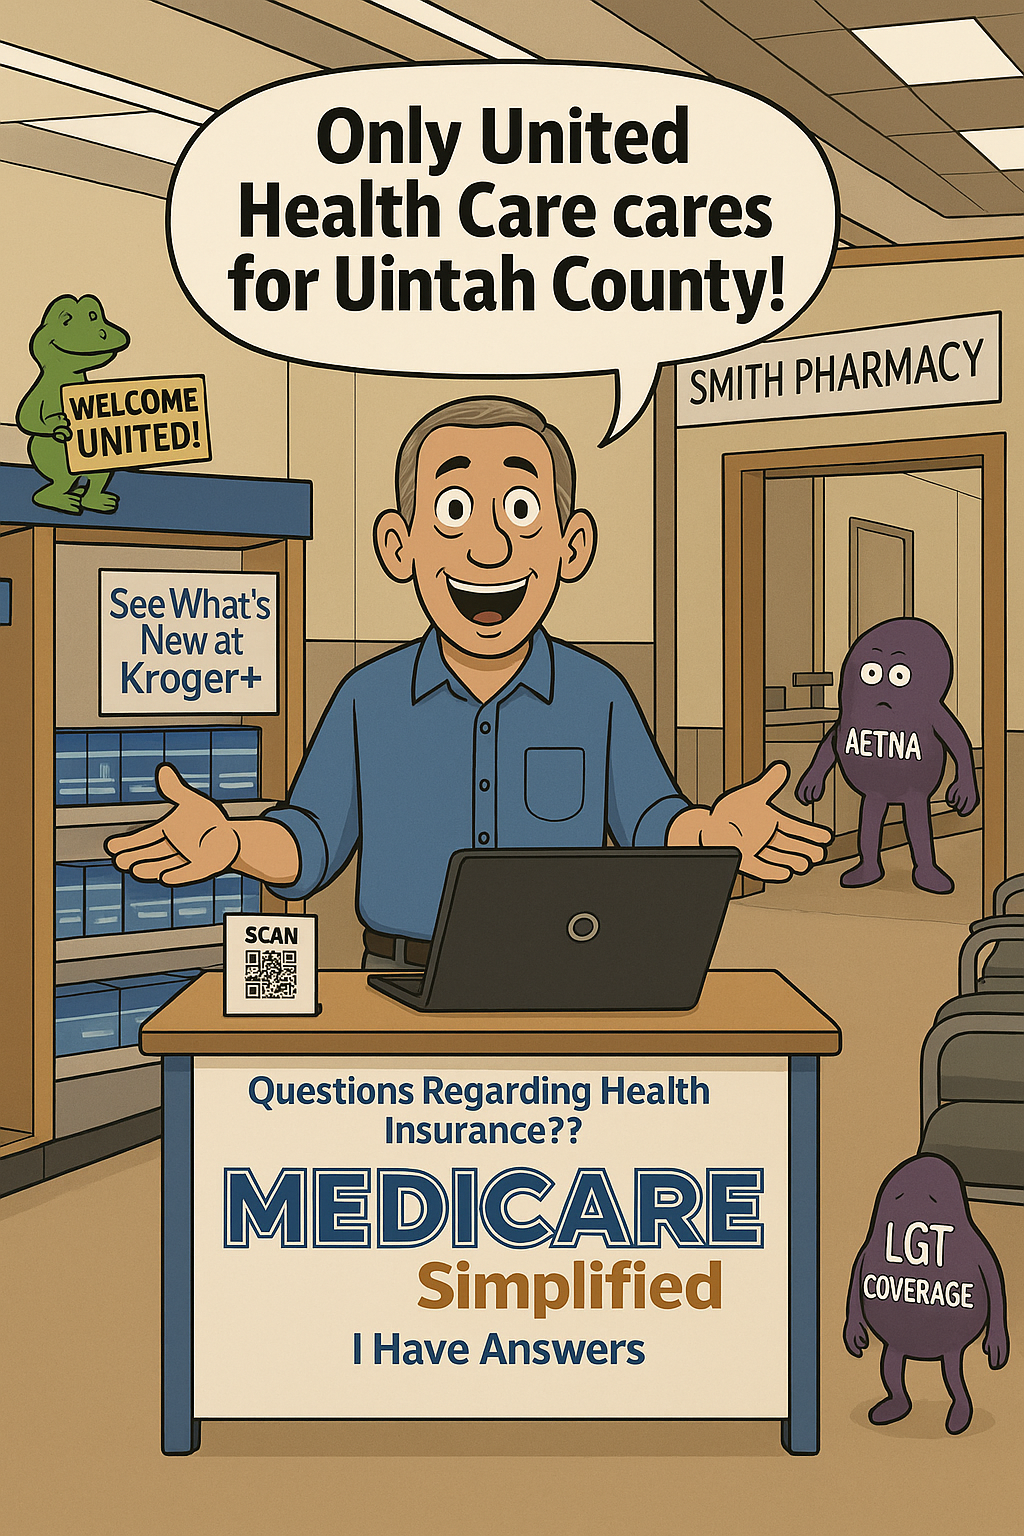 Only United
Health Care cares
for Uintah County!
SMITH PHARMACY
WELCOME
UNITED!
See What's
New at
Kroger+
AETNA
SCAN
Questions Regarding Health
Insurance??
MEDICARE
Simplified
I Have Answers
LGT
COVERAGE